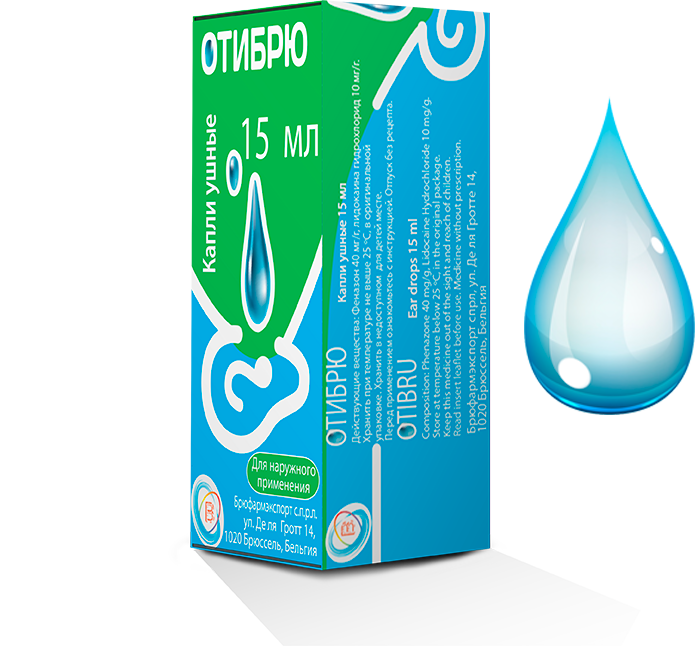 ОТИБРЮ
Капли ушные
15 мл
Для наружного
применения
Брюфармэкспорт с.п.р.л.
ул. Де ля Гротт 14,
1020 Брюссель, Бельгия
ОТИБРЮ
Капли ушные 15 мл
Действующие вещества: Феназон 40 мг/г, лидокаина гидрохлорид 10 мг/г.
Хранить при температуре не выше 25 °C, в оригинальной
упаковке. Хранить в недоступном для детей месте.
Перед применением ознакомьтесь с инструкцией. Отпуск без рецепта.
OTIBRU
Ear drops 15 ml
Composition: Phenazone 40 mg/g, Lidocaine Hydrochloride 10 mg/g.
Store at temperature below 25 °C, in the original package.
Keep this medicine out of the sight and reach of children.
Read insert leaflet before use. Medicine without prescription.
Брюфармэкспорт спрл, ул. Де ля Гротте 14,
1020 Брюссель, Бельгия
B